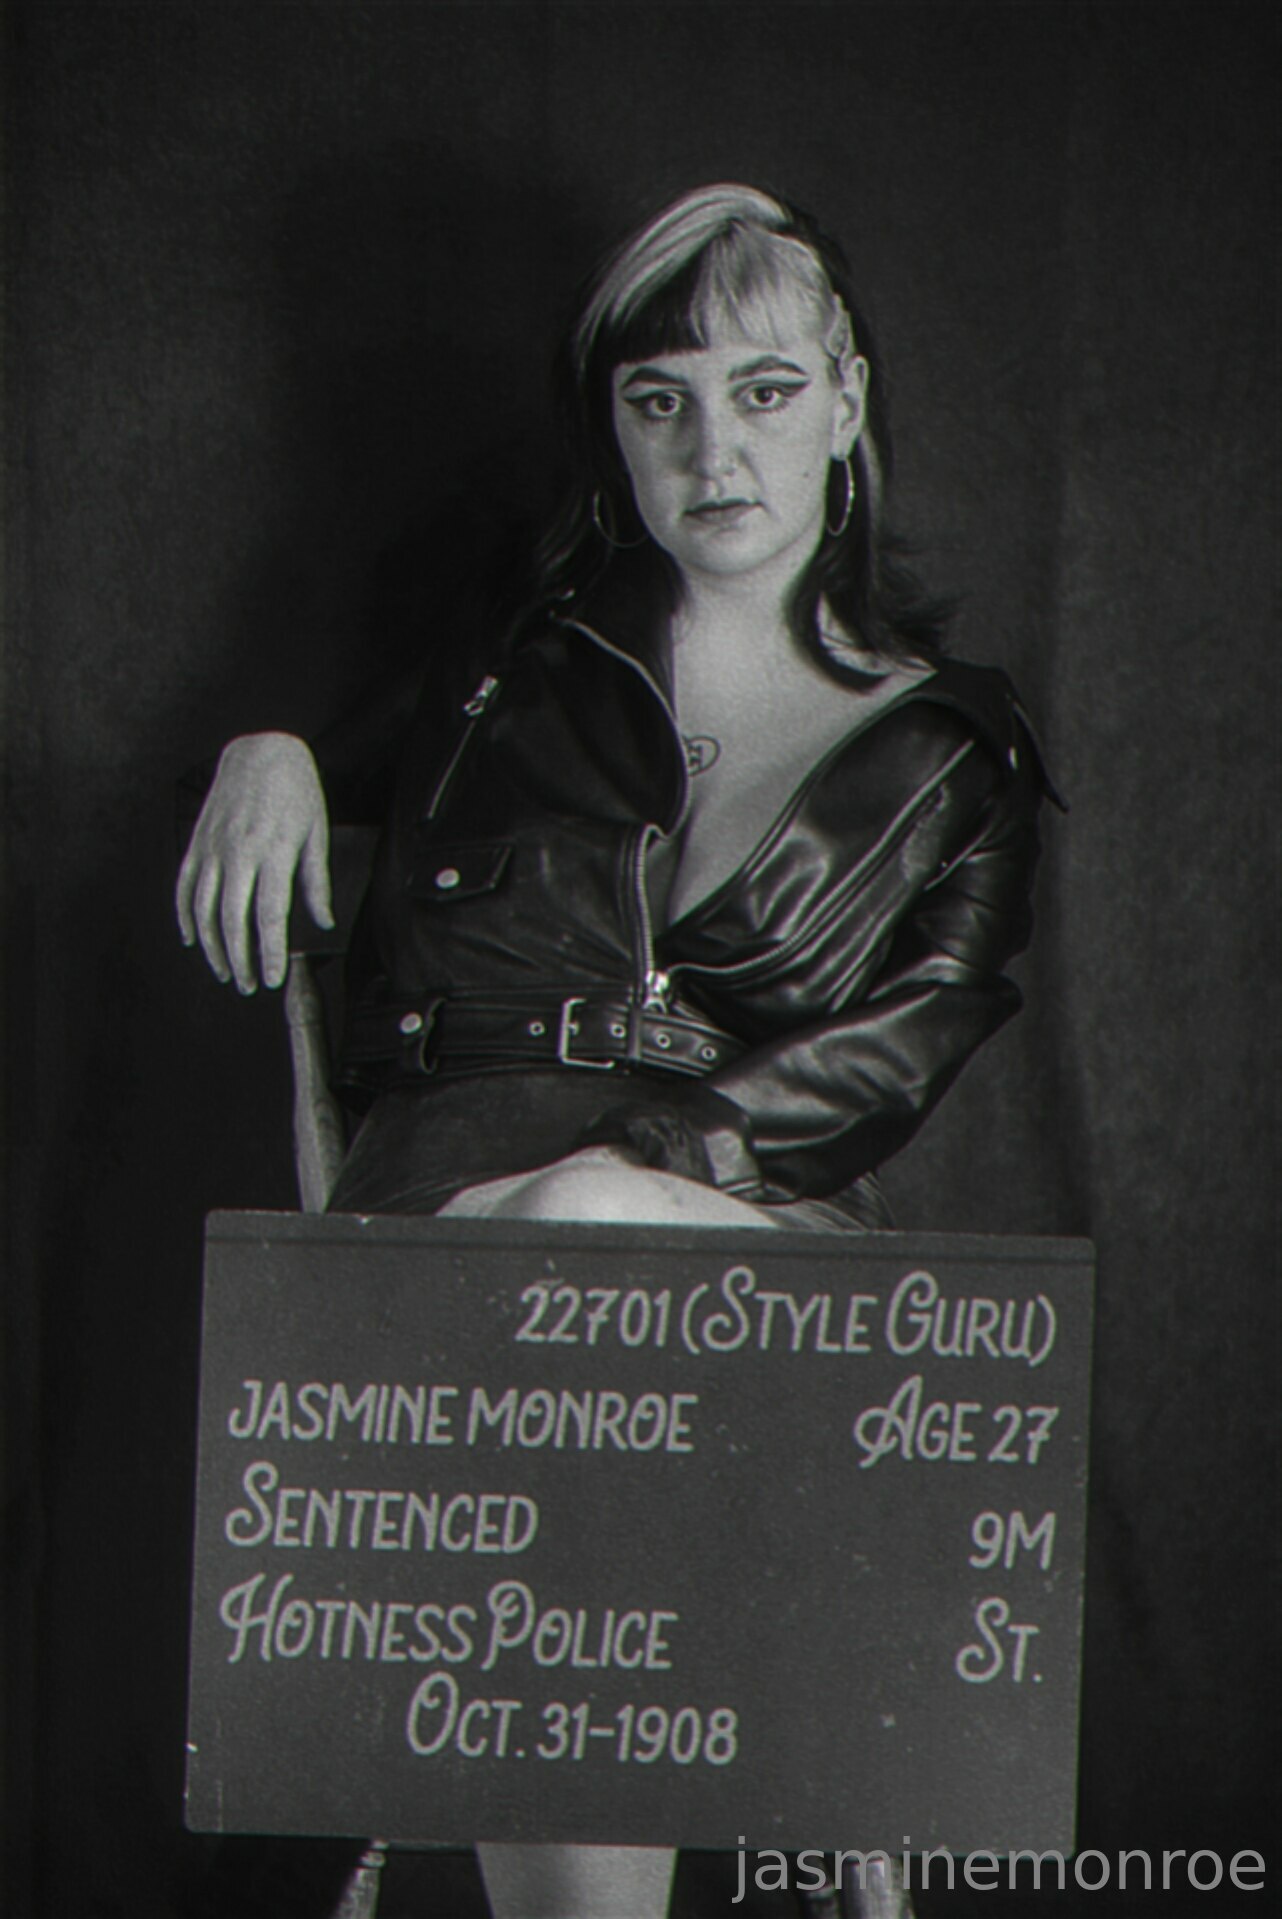 22701 (STYLE GURU)
JASMINE MONROE AGE 27
SENTENCED 9M
HOTNESS POLICE ST.
OCT. 31-1908
jasminemonroe